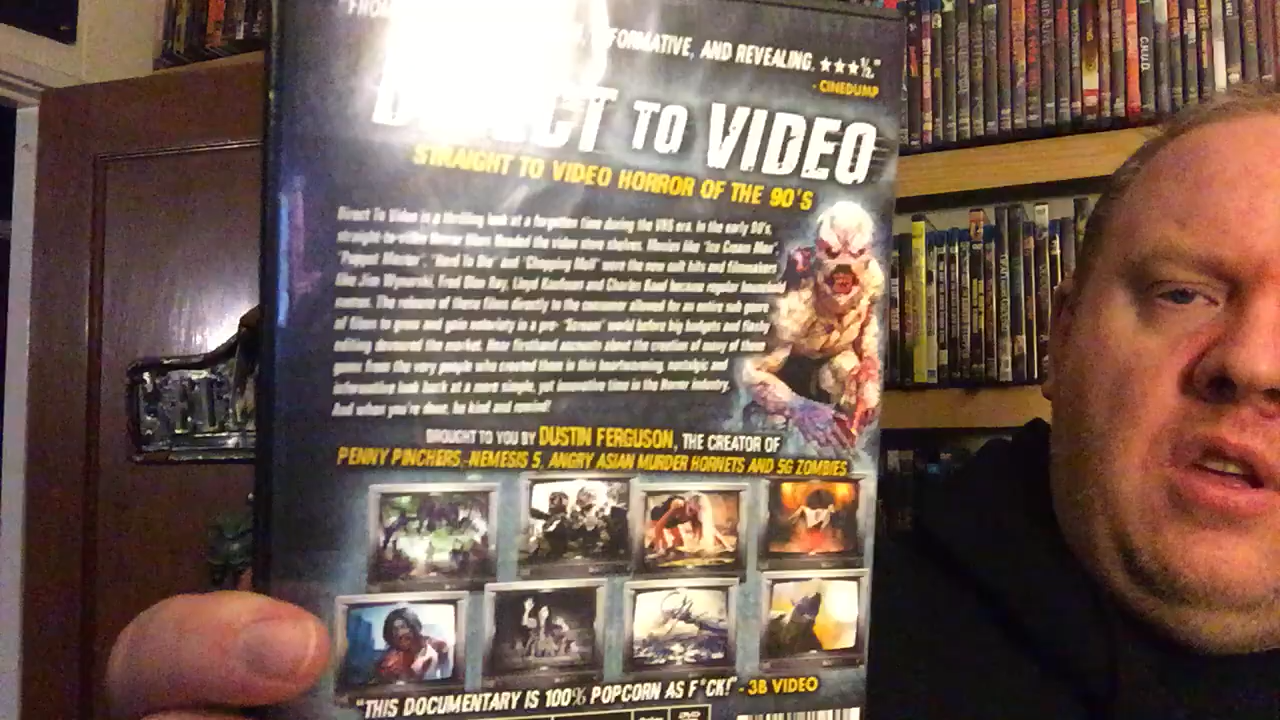 "FROM
FORMATIVE, AND REVEALING. ★★★½"
- CINEDUMP
DIRECT TO VIDEO
STRAIGHT TO VIDEO HORROR OF THE 90'S
Direct To Video is a thrilling look at a forgotten time during the VHS era. In the early 90's,
straight-to-video Horror films flooded the video store shelves. Movies like "Ice Cream Man",
"Puppet Master", "Hard To Die" and "Chopping Mall" were the new cult hits and filmmakers
like Jim Wynorski, Fred Olen Ray, Lloyd Kaufman and Charles Band became regular household
names. The release of these films directly to the consumer allowed for an entire sub genre
of films to grow and gain notoriety in a pre- "Scream" world before big budgets and flashy
editing devoured the market. Hear firsthand accounts about the creation of many of these
gems from the very people who created them in this heartwarming, nostalgic and
informative look back at a more simple, yet innovative time in the Horror industry.
And when you're done, be kind and rewind!
BROUGHT TO YOU BY DUSTIN FERGUSON, THE CREATOR OF
PENNY PINCHERS, NEMESIS 5, ANGRY ASIAN MURDER HORNETS AND 5G ZOMBIES
"THIS DOCUMENTARY IS 100% POPCORN AS F*CK!" - 3B VIDEO
DVD
C.H.U.D.